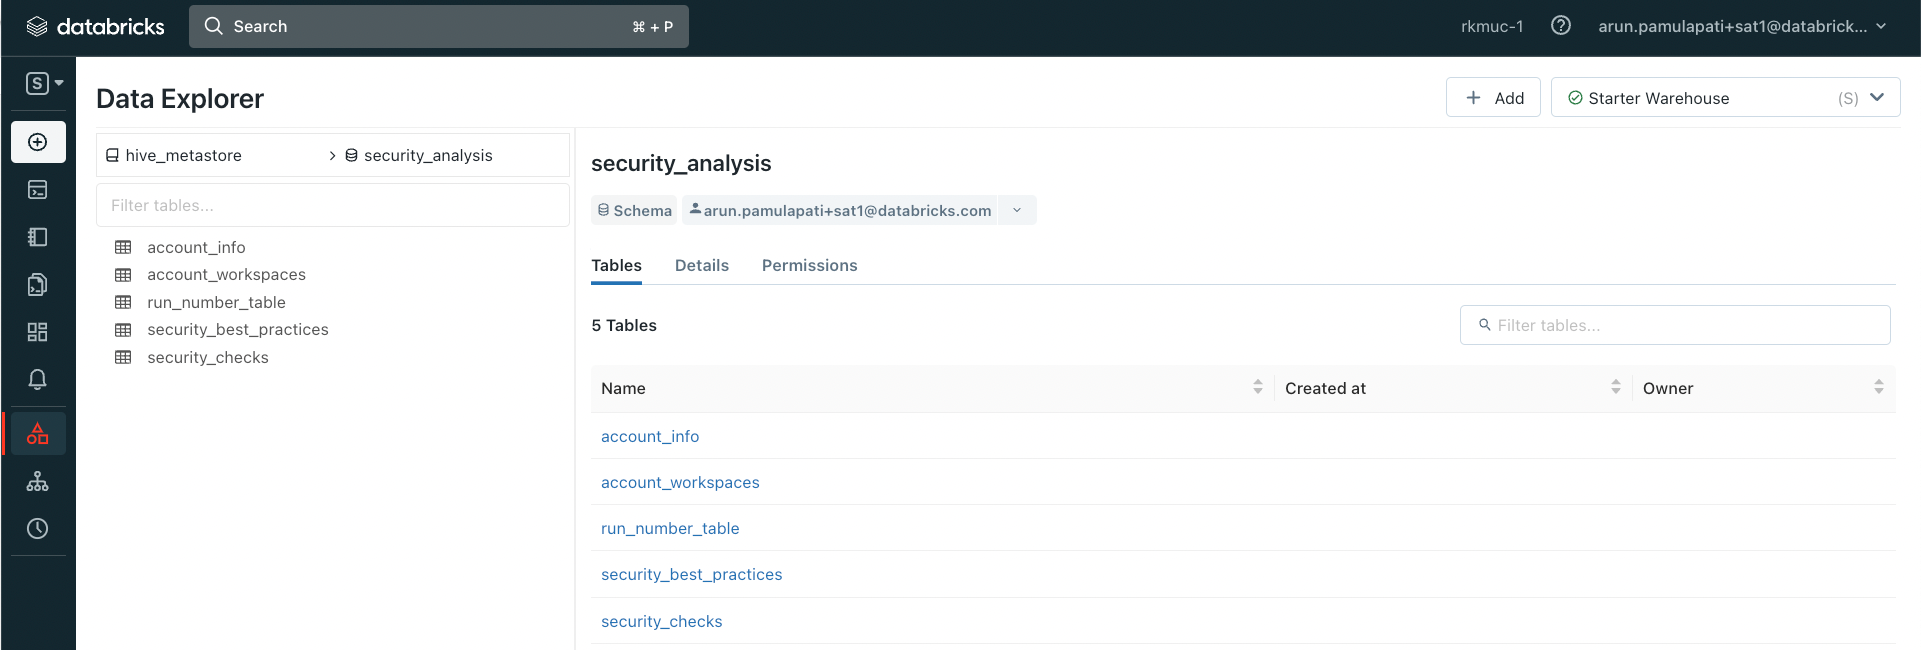 databricks
Search ⌘ + P
rkmuc-1
arun.pamulapati+sat1@databrick...
S
Data Explorer
+ Add
Starter Warehouse (S)
hive_metastore > security_analysis
Filter tables...
account_info
account_workspaces
run_number_table
security_best_practices
security_checks
security_analysis
Schema
arun.pamulapati+sat1@databricks.com
Tables Details Permissions
5 Tables
Filter tables...
Name Created at Owner
account_info
account_workspaces
run_number_table
security_best_practices
security_checks